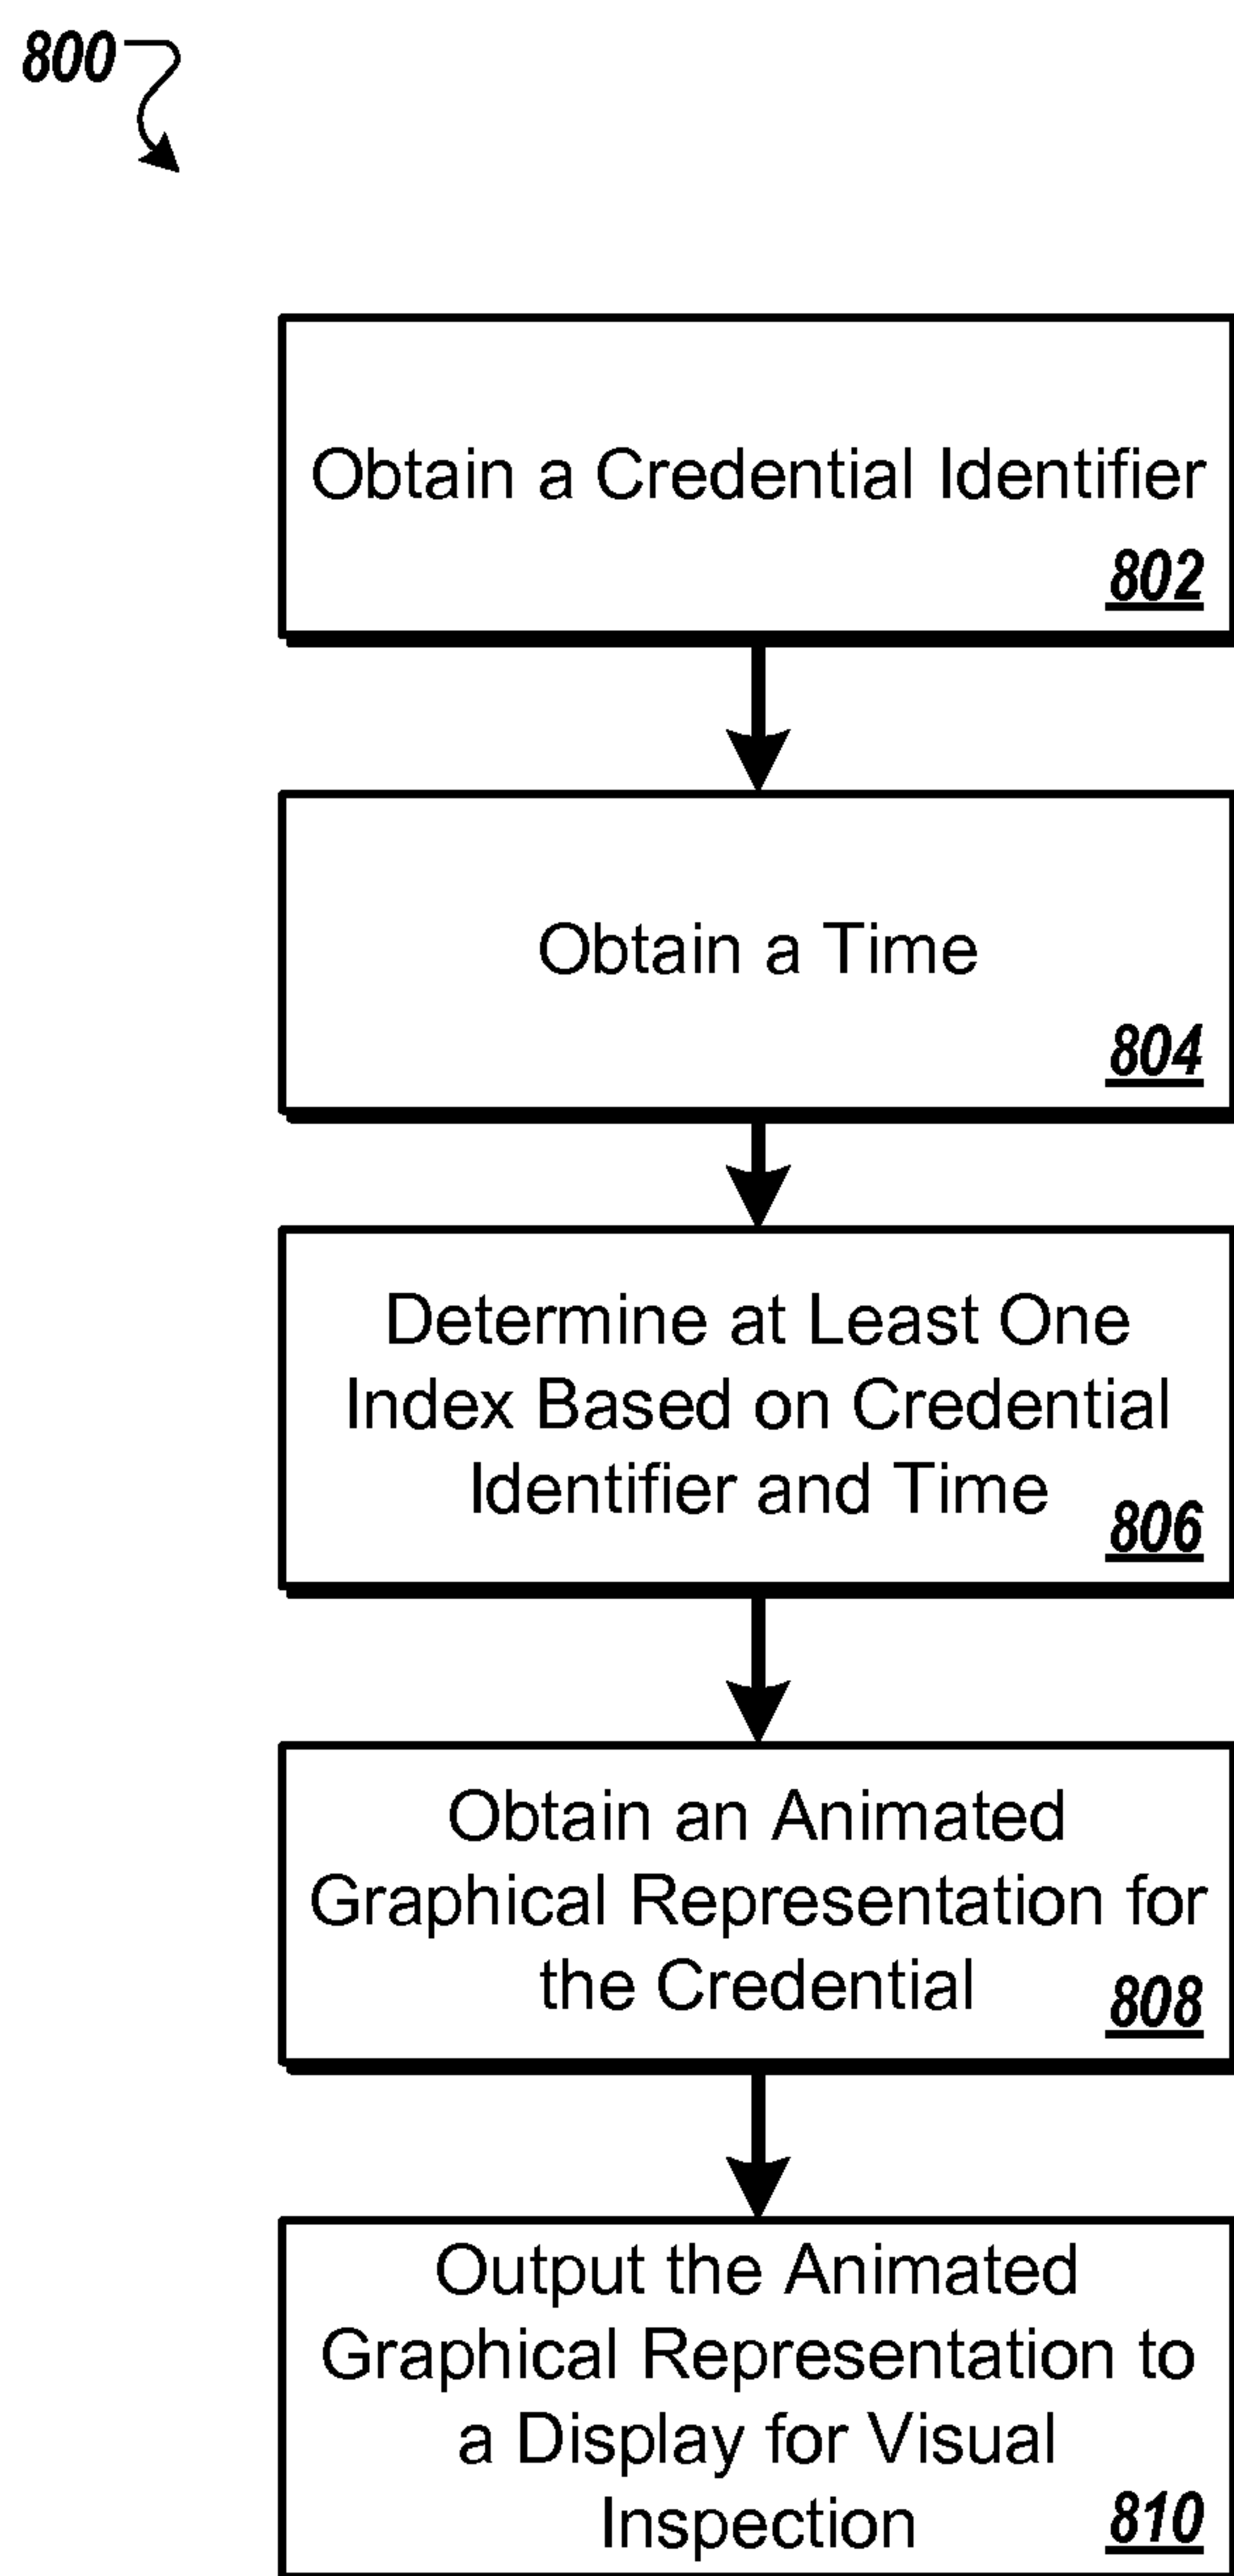 800
Obtain a Credential Identifier
802
Obtain a Time
804
Determine at Least One
Index Based on Credential
Identifier and Time
806
Obtain an Animated
Graphical Representation for
the Credential
808
Output the Animated
Graphical Representation to
a Display for Visual
Inspection
810